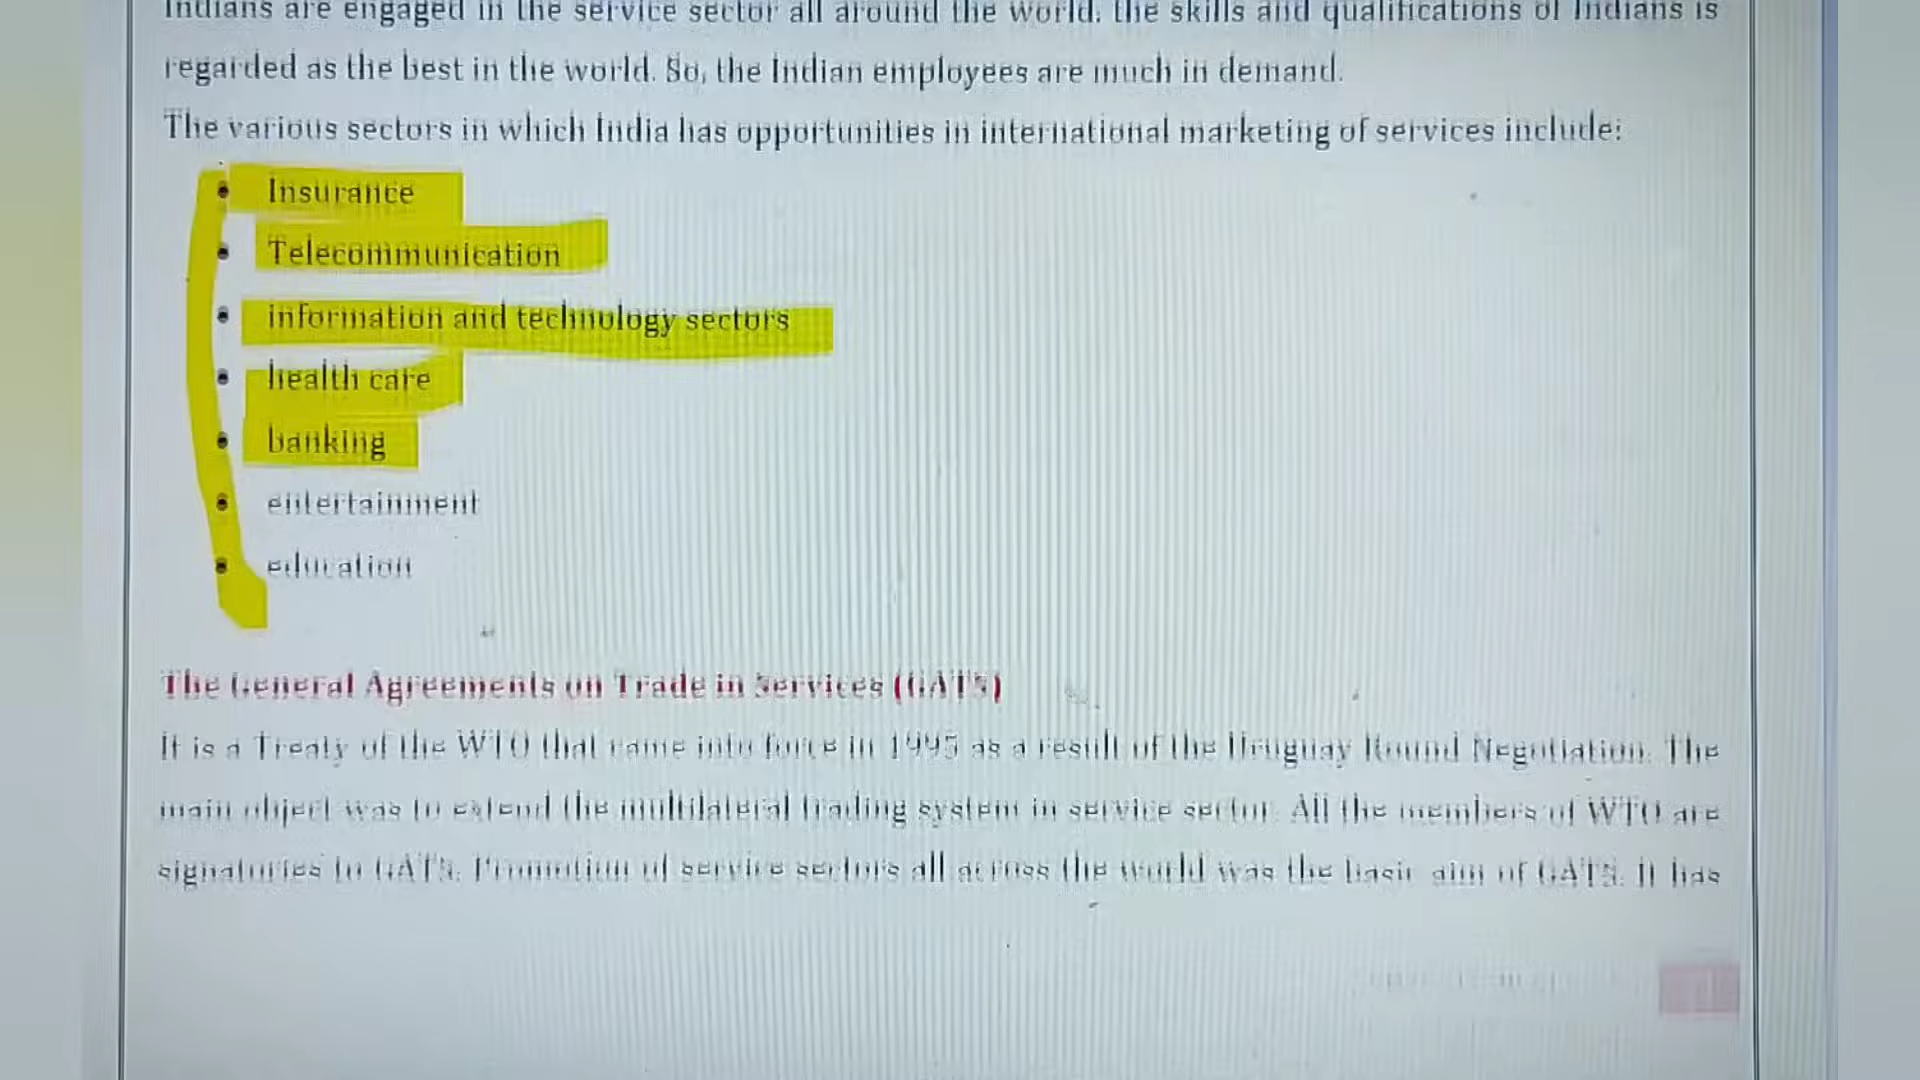 Indians are engaged in the service sector all around the world. the skills and qualifications of Indians is
regarded as the best in the world. So, the Indian employees are much in demand.
The various sectors in which India has opportunities in international marketing of services include:
• Insurance
• Telecommunication
• information and technology sectors
• health care
• banking
• entertainment
• education
The General Agreements on Trade in Services (GATS)
It is a Treaty of the WTO that came into force in 1995 as a result of the Uruguay Round Negotiation. The
main object was to extend the multilateral trading system in service sector. All the members of WTO are
signatories to GATS. Promotion of service sectors all across the world was the basic aim of GATS. It has